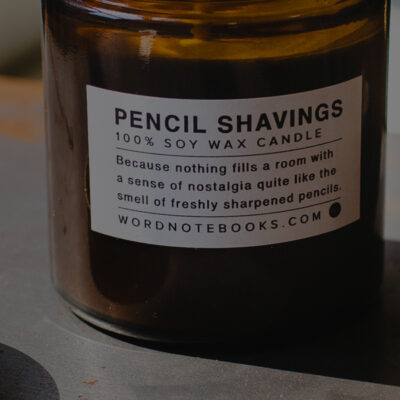 PENCIL SHAVINGS
100% SOY WAX CANDLE
Because nothing fills a room with
a sense of nostalgia quite like the
smell of freshly sharpened pencils.
WORDNOTEBOOKS.COM